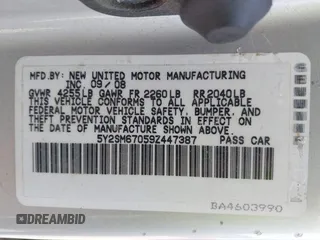 MFD. BY: NEW UNITED MOTOR MANUFACTURING
INC. 09/08
GVWR 4255LB GAWR FR 2260LB RR 2040LB
THIS VEHICLE CONFORMS TO ALL APPLICABLE
FEDERAL MOTOR VEHICLE SAFETY, BUMPER, AND
THEFT PREVENTION STANDARDS IN EFFECT ON
THE DATE OF MANUFACTURE SHOWN ABOVE.
5Y2SM67059Z447387 PASS CAR
BA4603990
DREAMBID